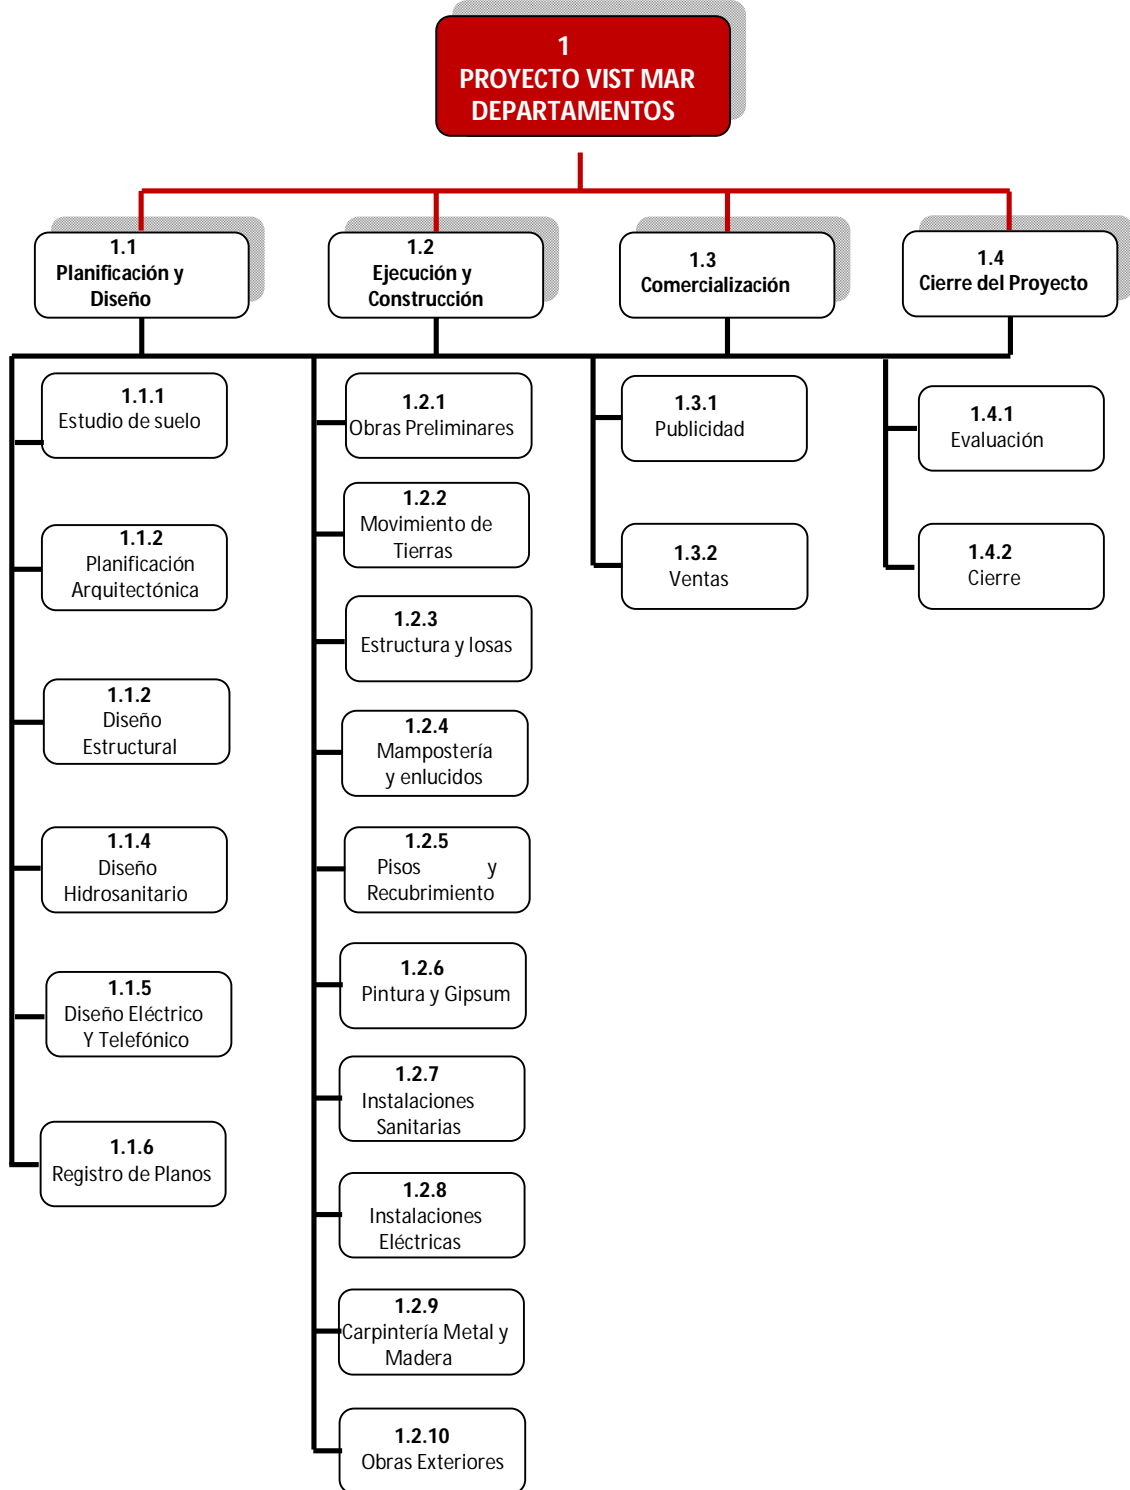 1
PROYECTO VIST MAR
DEPARTAMENTOS
1.1
Planificación y
Diseño
1.2
Ejecución y
Construcción
1.3
Comercialización
1.4
Cierre del Proyecto
1.1.1
Estudio de suelo
1.1.2
Planificación
Arquitectónica
1.1.2
Diseño
Estructural
1.1.4
Diseño
Hidrosanitario
1.1.5
Diseño Eléctrico
Y Telefónico
1.1.6
Registro de Planos
1.2.1
Obras Preliminares
1.2.2
Movimiento de
Tierras
1.2.3
Estructura y losas
1.2.4
Mampostería
y enlucidos
1.2.5
Pisos y
Recubrimiento
1.2.6
Pintura y Gipsum
1.2.7
Instalaciones
Sanitarias
1.2.8
Instalaciones
Eléctricas
1.2.9
Carpintería Metal y
Madera
1.2.10
Obras Exteriores
1.3.1
Publicidad
1.3.2
Ventas
1.4.1
Evaluación
1.4.2
Cierre